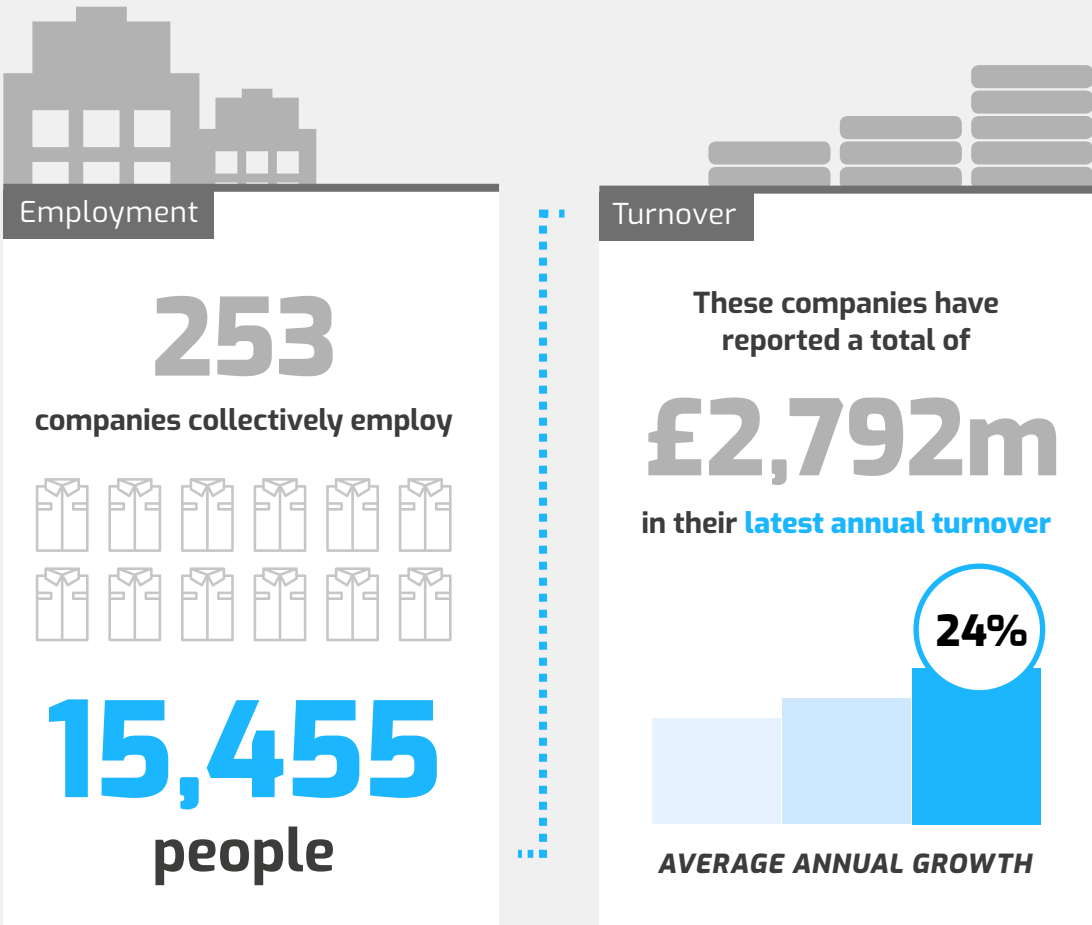 Employment
253
companies collectively employ
15,455
people
Turnover
These companies have
reported a total of
£2,792m
in their latest annual turnover
24%
AVERAGE ANNUAL GROWTH